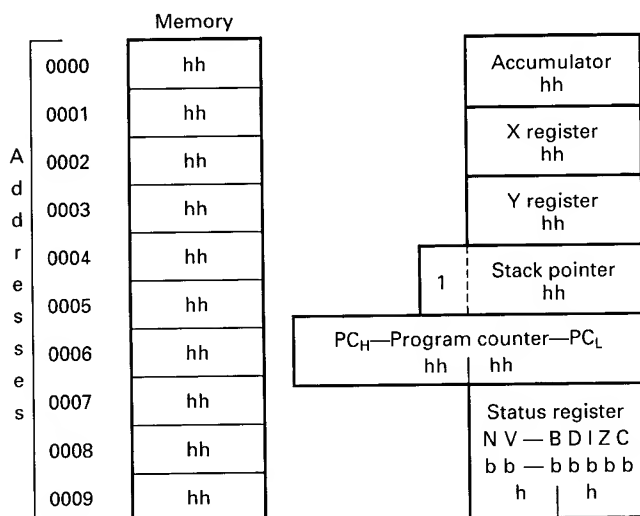 Memory
Addresses
0000 hh
0001 hh
0002 hh
0003 hh
0004 hh
0005 hh
0006 hh
0007 hh
0008 hh
0009 hh
Accumulator
hh
X register
hh
Y register
hh
1
Stack pointer
hh
PCH—Program counter—PCL
hh hh
Status register
N V — B D I Z C
b b — b b b b b
h h